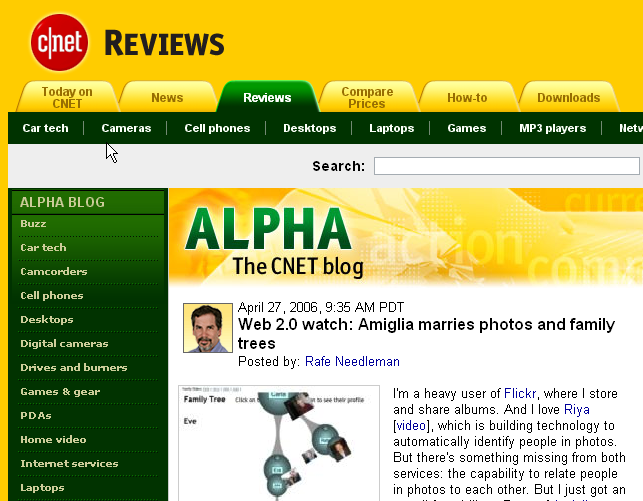 c|net REVIEWS
Today on CNET
News
Reviews
Compare Prices
How-to
Downloads
Car tech
Cameras
Cell phones
Desktops
Laptops
Games
MP3 players
Netw
Search:
ALPHA BLOG
Buzz
Car tech
Camcorders
Cell phones
Desktops
Digital cameras
Drives and burners
Games & gear
PDAs
Home video
Internet services
Laptops
ALPHA
The CNET blog
action
April 27, 2006, 9:35 AM PDT
Web 2.0 watch: Amiglia marries photos and family
trees
Posted by: Rafe Needleman
Family Tree
Eve
I'm a heavy user of Flickr, where I store
and share albums. And I love Riya
[video], which is building technology to
automatically identify people in photos.
But there's something missing from both
services: the capability to relate people
in photos to each other. But I just got an